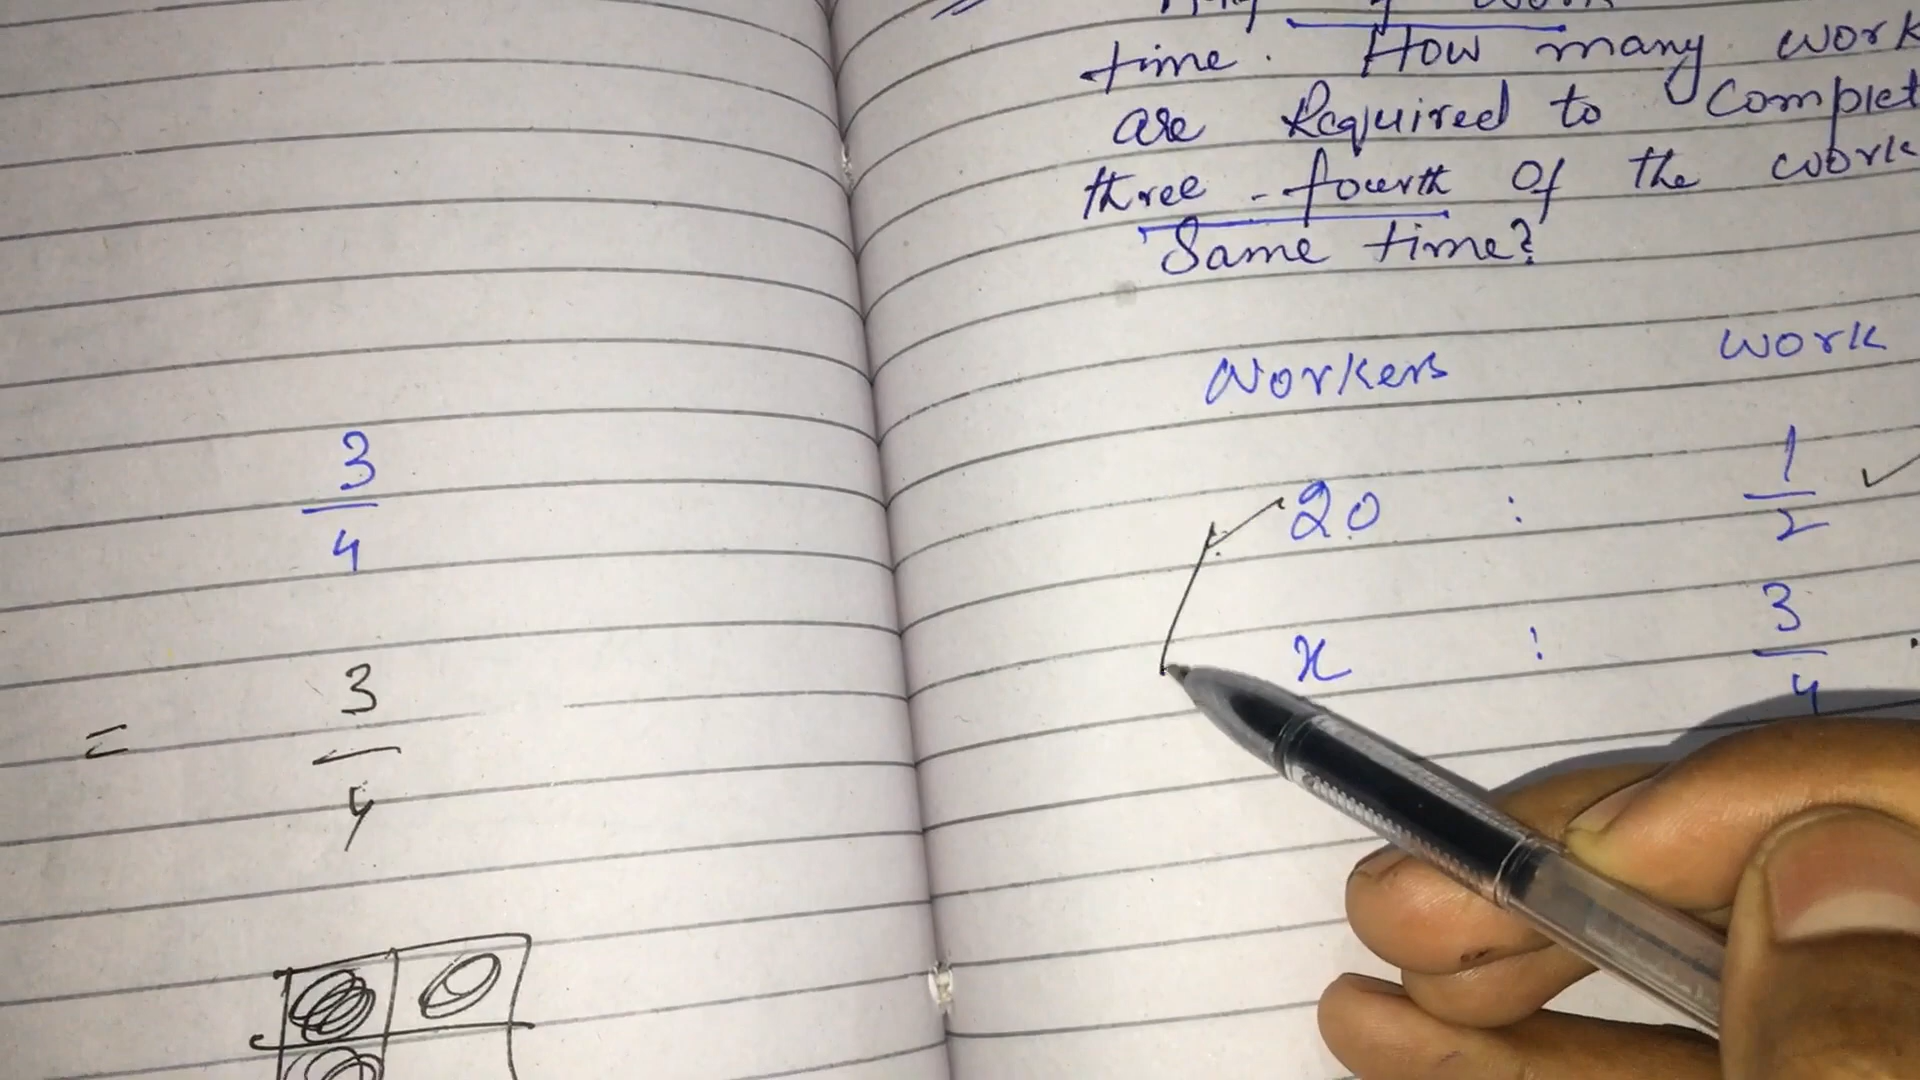 3
4
=
3
4
work
time. How many work
are Required to Complet
three-fourth of the work
Same time?
Workers work
20 : 1
2
x : 3
4